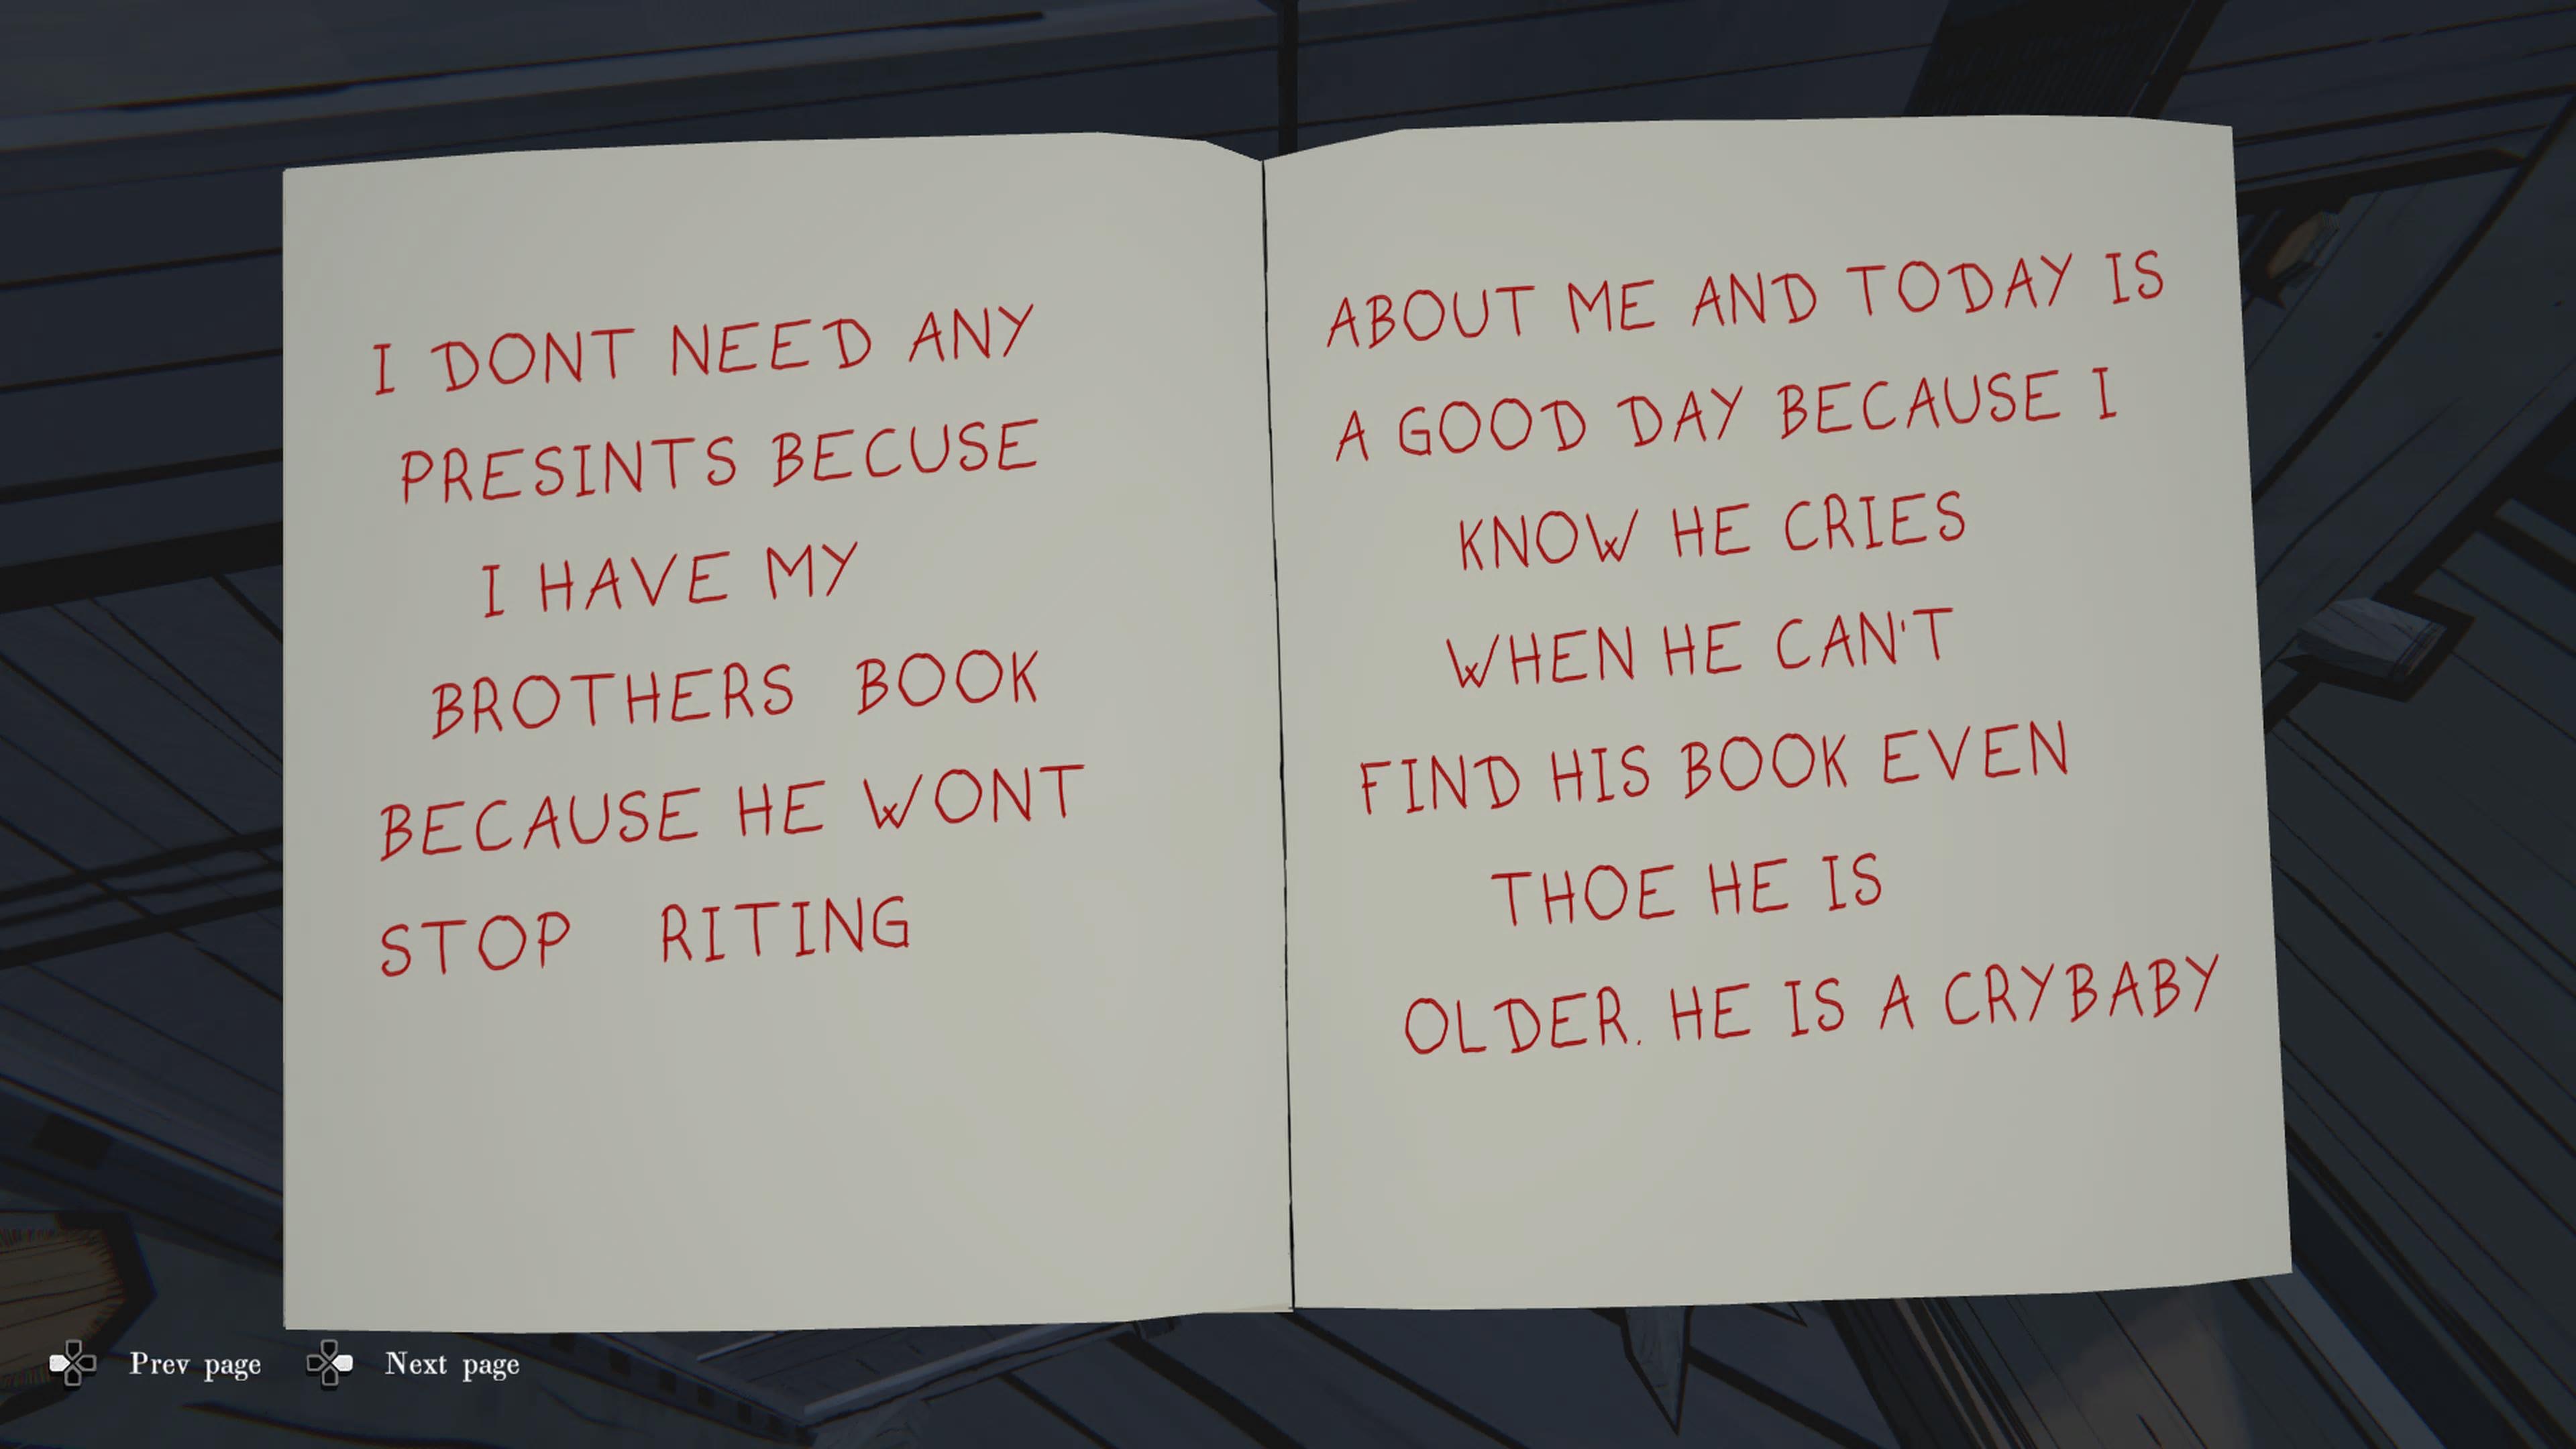 I DONT NEED ANY
PRESINTS BECUSE
I HAVE MY
BROTHERS BOOK
BECAUSE HE WONT
STOP RITING
ABOUT ME AND TODAY IS
A GOOD DAY BECAUSE I
KNOW HE CRIES
WHEN HE CAN'T
FIND HIS BOOK EVEN
THOE HE IS
OLDER. HE IS A CRYBABY
Prev page Next page